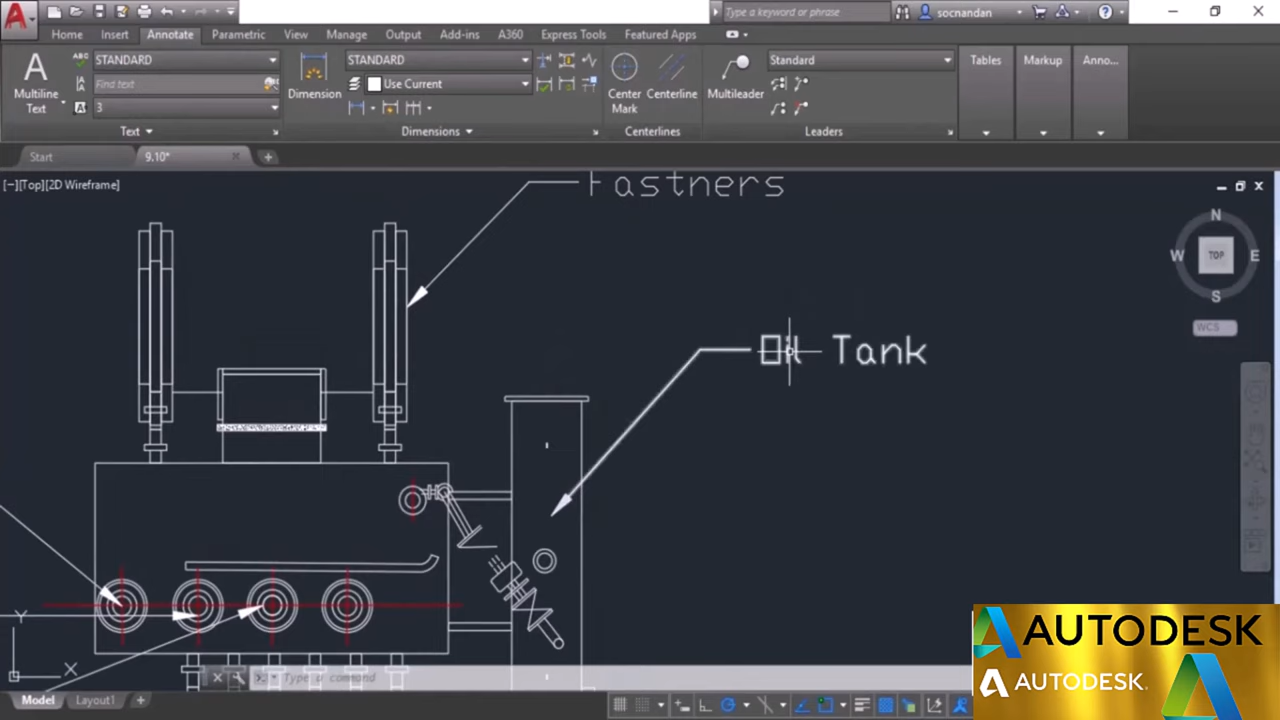 Type a keyword or phrase
socnandan
Home Insert Annotate Parametric View Manage Output Add-ins A360 Express Tools Featured Apps
STANDARD STANDARD Standard Tables Markup Anno...
ABC
A
Find text
Use Current
Multiline Text
Dimension
Center Mark
Centerline
Multileader
3
Text Dimensions Centerlines Leaders
Start 9.10*
[−][Top][2D Wireframe]
Fastners
N
W TOP E
S
WCS
Oil Tank
Y
X
Type a command
Model Layout1
AUTODESK
AUTODESK.